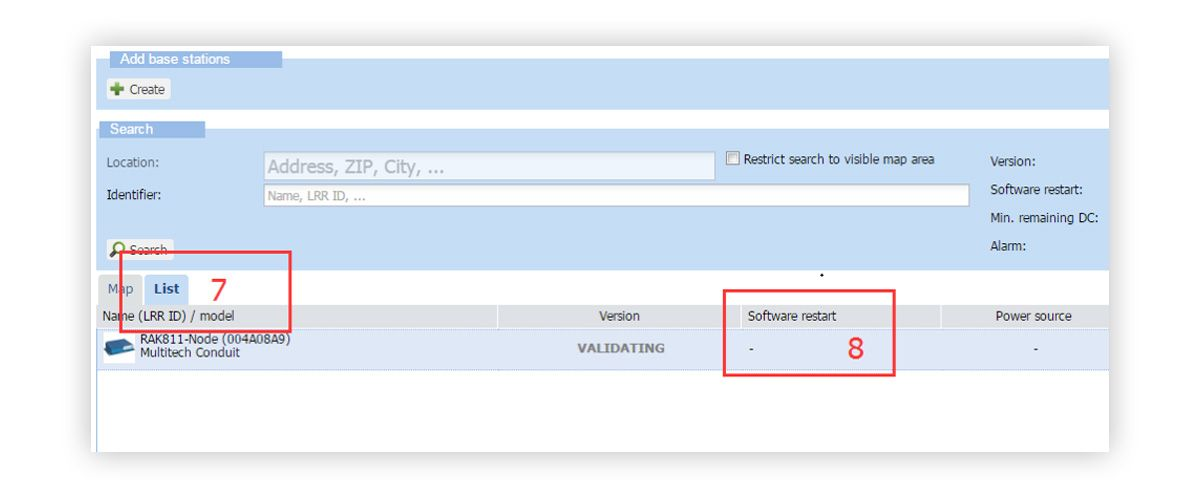 Add base stations
Create
Search
Location: Address, ZIP, City, ... Restrict search to visible map area Version:
Identifier: Name, LRR ID, ... Software restart:
Min. remaining DC:
Search Alarm:
Map List 7
Name (LRR ID) / model Version Software restart Power source
RAK811-Node (004A08A9)
Multitech Conduit VALIDATING - 8 -